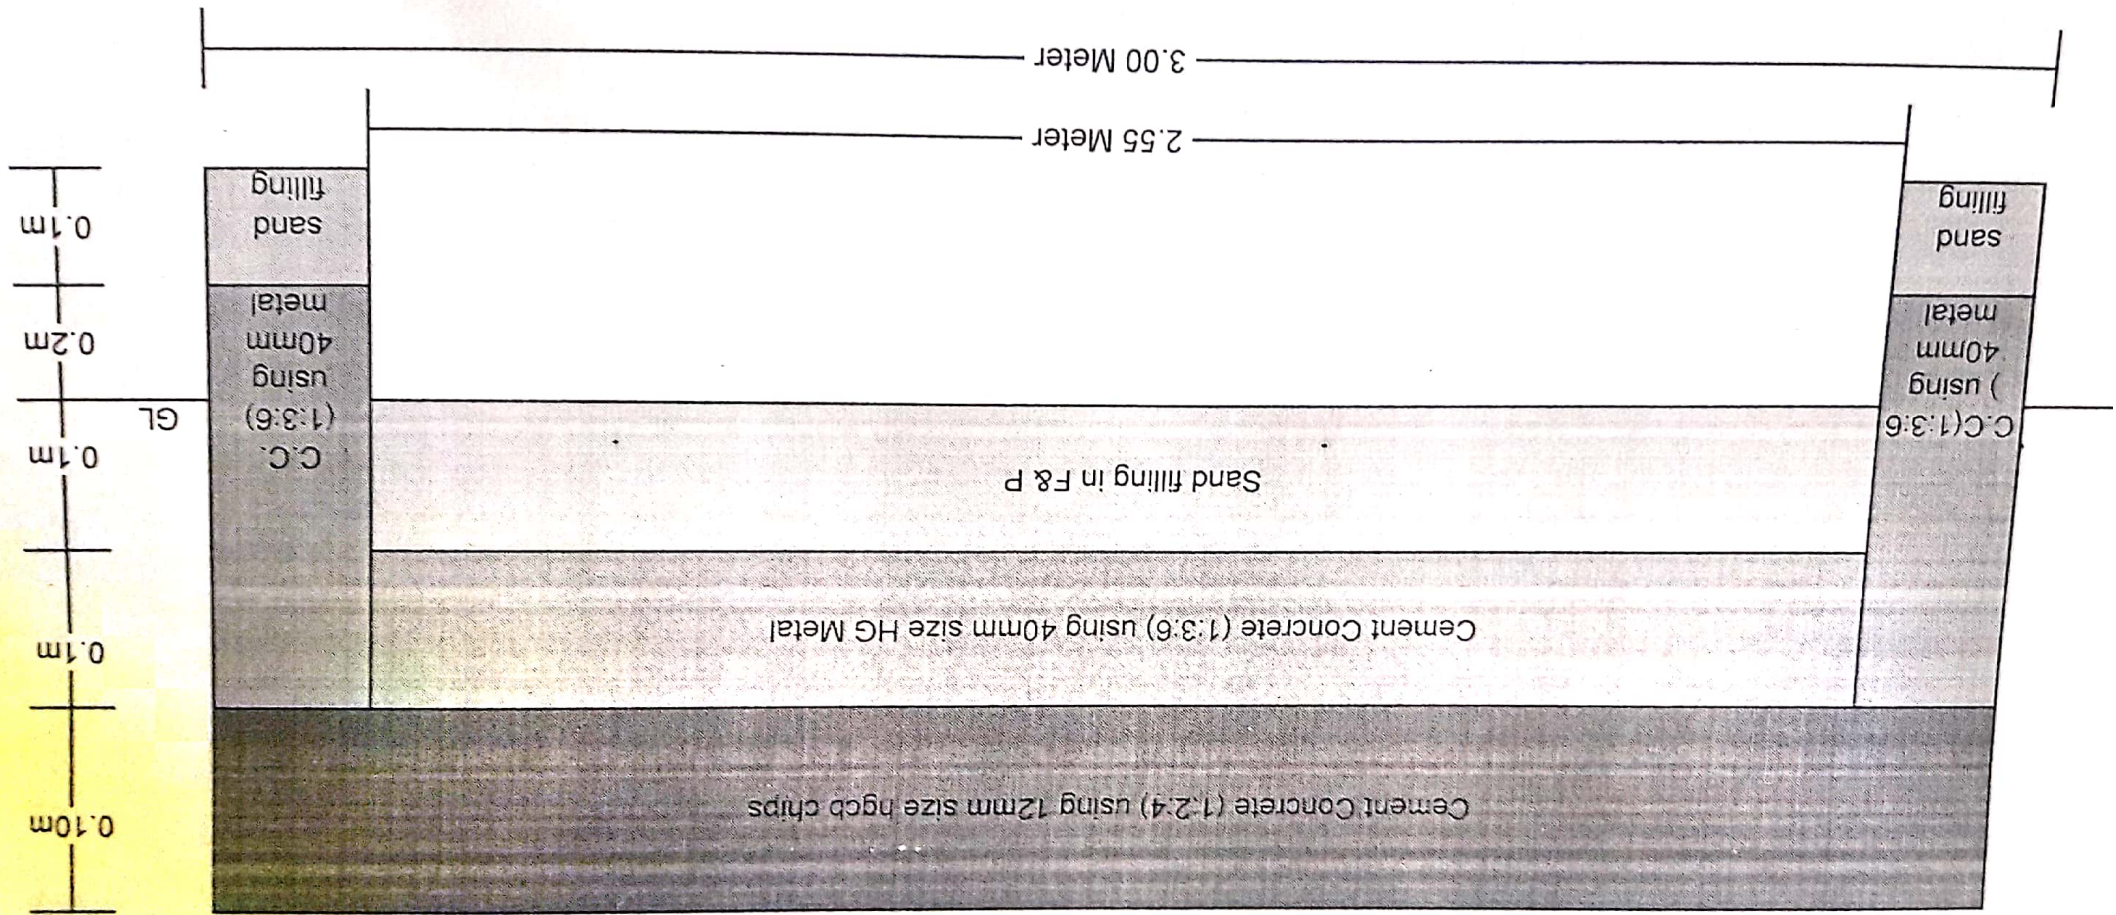 0.10m
Cement Concrete (1:2:4) using 12mm size hgcb chips
0.1m
Cement Concrete (1:3:6) using 40mm size HG Metal
0.1m
Sand filling in F& P
GL
C.C(1:3:6
) using
40mm
metal
C.C.
(1:3:6)
using
40mm
metal
0.2m
sand
filling
sand
filling
0.1m
2.55 Meter
3.00 Meter